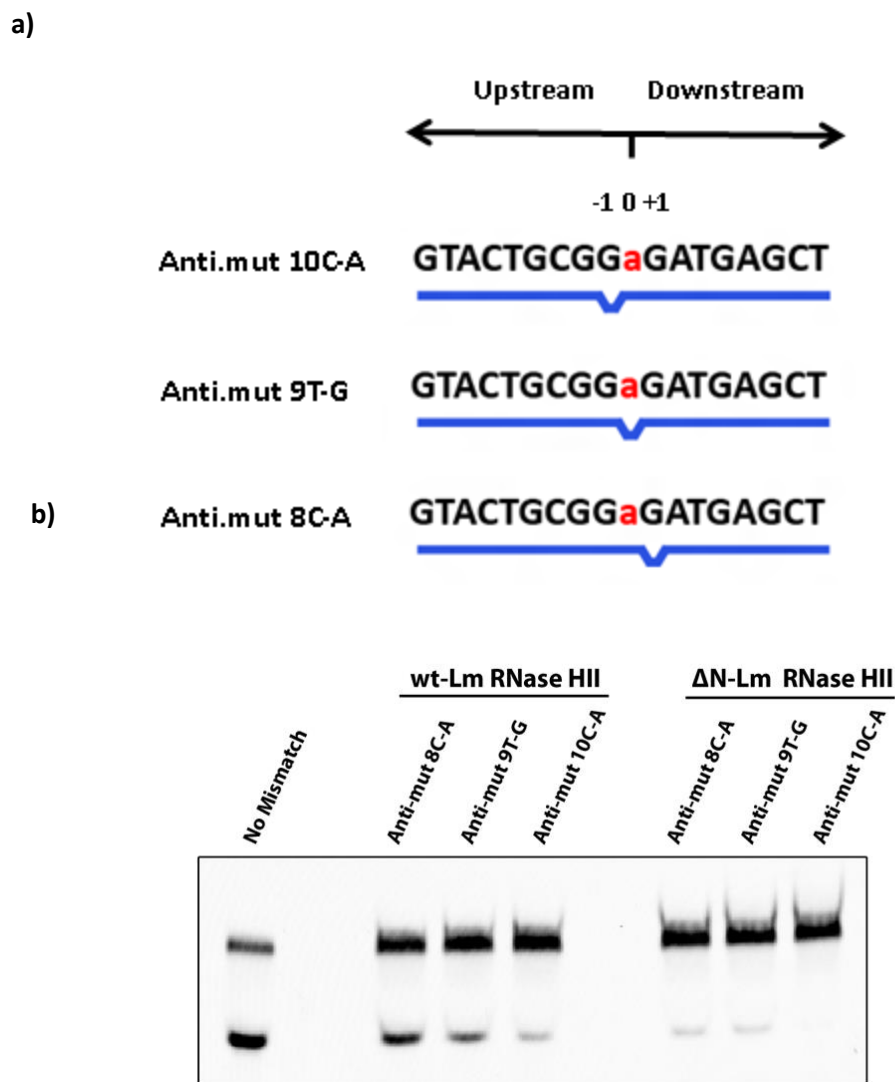 a)
Upstream Downstream
-1 0 +1
Anti.mut 10C-A GTACTGCGGaGATGAGCT
Anti.mut 9T-G GTACTGCGGaGATGAGCT
b) Anti.mut 8C-A GTACTGCGGaGATGAGCT
wt-Lm RNase HII ΔN-Lm RNase HII
No Mismatch Anti-mut 8C-A Anti-mut 9T-G Anti-mut 10C-A Anti-mut 8C-A Anti-mut 9T-G Anti-mut 10C-A